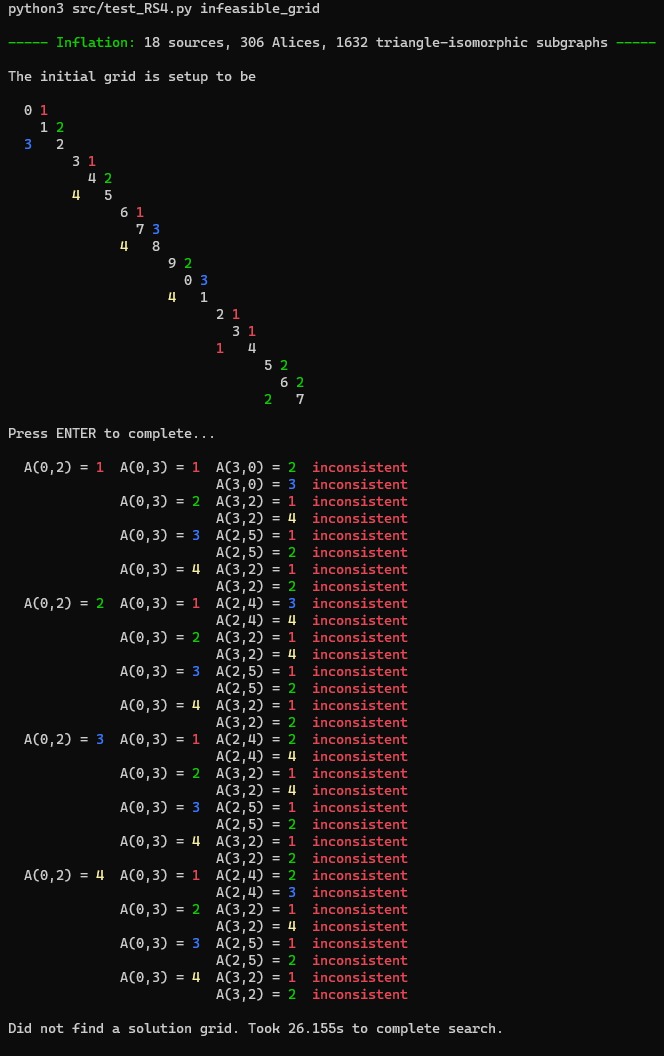 python3 src/test_RS4.py infeasible_grid
----- Inflation: 18 sources, 306 Alices, 1632 triangle-isomorphic subgraphs -----
The initial grid is setup to be
0 1
1 2
3 2
3 1
4 2
4 5
6 1
7 3
4 8
9 2
0 3
4 1
2 1
3 1
1 4
5 2
6 2
2 7
Press ENTER to complete...
A(0,2) = 1 A(0,3) = 1 A(3,0) = 2 inconsistent
A(3,0) = 3 inconsistent
A(0,3) = 2 A(3,2) = 1 inconsistent
A(3,2) = 4 inconsistent
A(0,3) = 3 A(2,5) = 1 inconsistent
A(2,5) = 2 inconsistent
A(0,3) = 4 A(3,2) = 1 inconsistent
A(3,2) = 2 inconsistent
A(0,2) = 2 A(0,3) = 1 A(2,4) = 3 inconsistent
A(2,4) = 4 inconsistent
A(0,3) = 2 A(3,2) = 1 inconsistent
A(3,2) = 4 inconsistent
A(0,3) = 3 A(2,5) = 1 inconsistent
A(2,5) = 2 inconsistent
A(0,3) = 4 A(3,2) = 1 inconsistent
A(3,2) = 2 inconsistent
A(0,2) = 3 A(0,3) = 1 A(2,4) = 2 inconsistent
A(2,4) = 4 inconsistent
A(0,3) = 2 A(3,2) = 1 inconsistent
A(3,2) = 4 inconsistent
A(0,3) = 3 A(2,5) = 1 inconsistent
A(2,5) = 2 inconsistent
A(0,3) = 4 A(3,2) = 1 inconsistent
A(3,2) = 2 inconsistent
A(0,2) = 4 A(0,3) = 1 A(2,4) = 2 inconsistent
A(2,4) = 3 inconsistent
A(0,3) = 2 A(3,2) = 1 inconsistent
A(3,2) = 4 inconsistent
A(0,3) = 3 A(2,5) = 1 inconsistent
A(2,5) = 2 inconsistent
A(0,3) = 4 A(3,2) = 1 inconsistent
A(3,2) = 2 inconsistent
Did not find a solution grid. Took 26.155s to complete search.